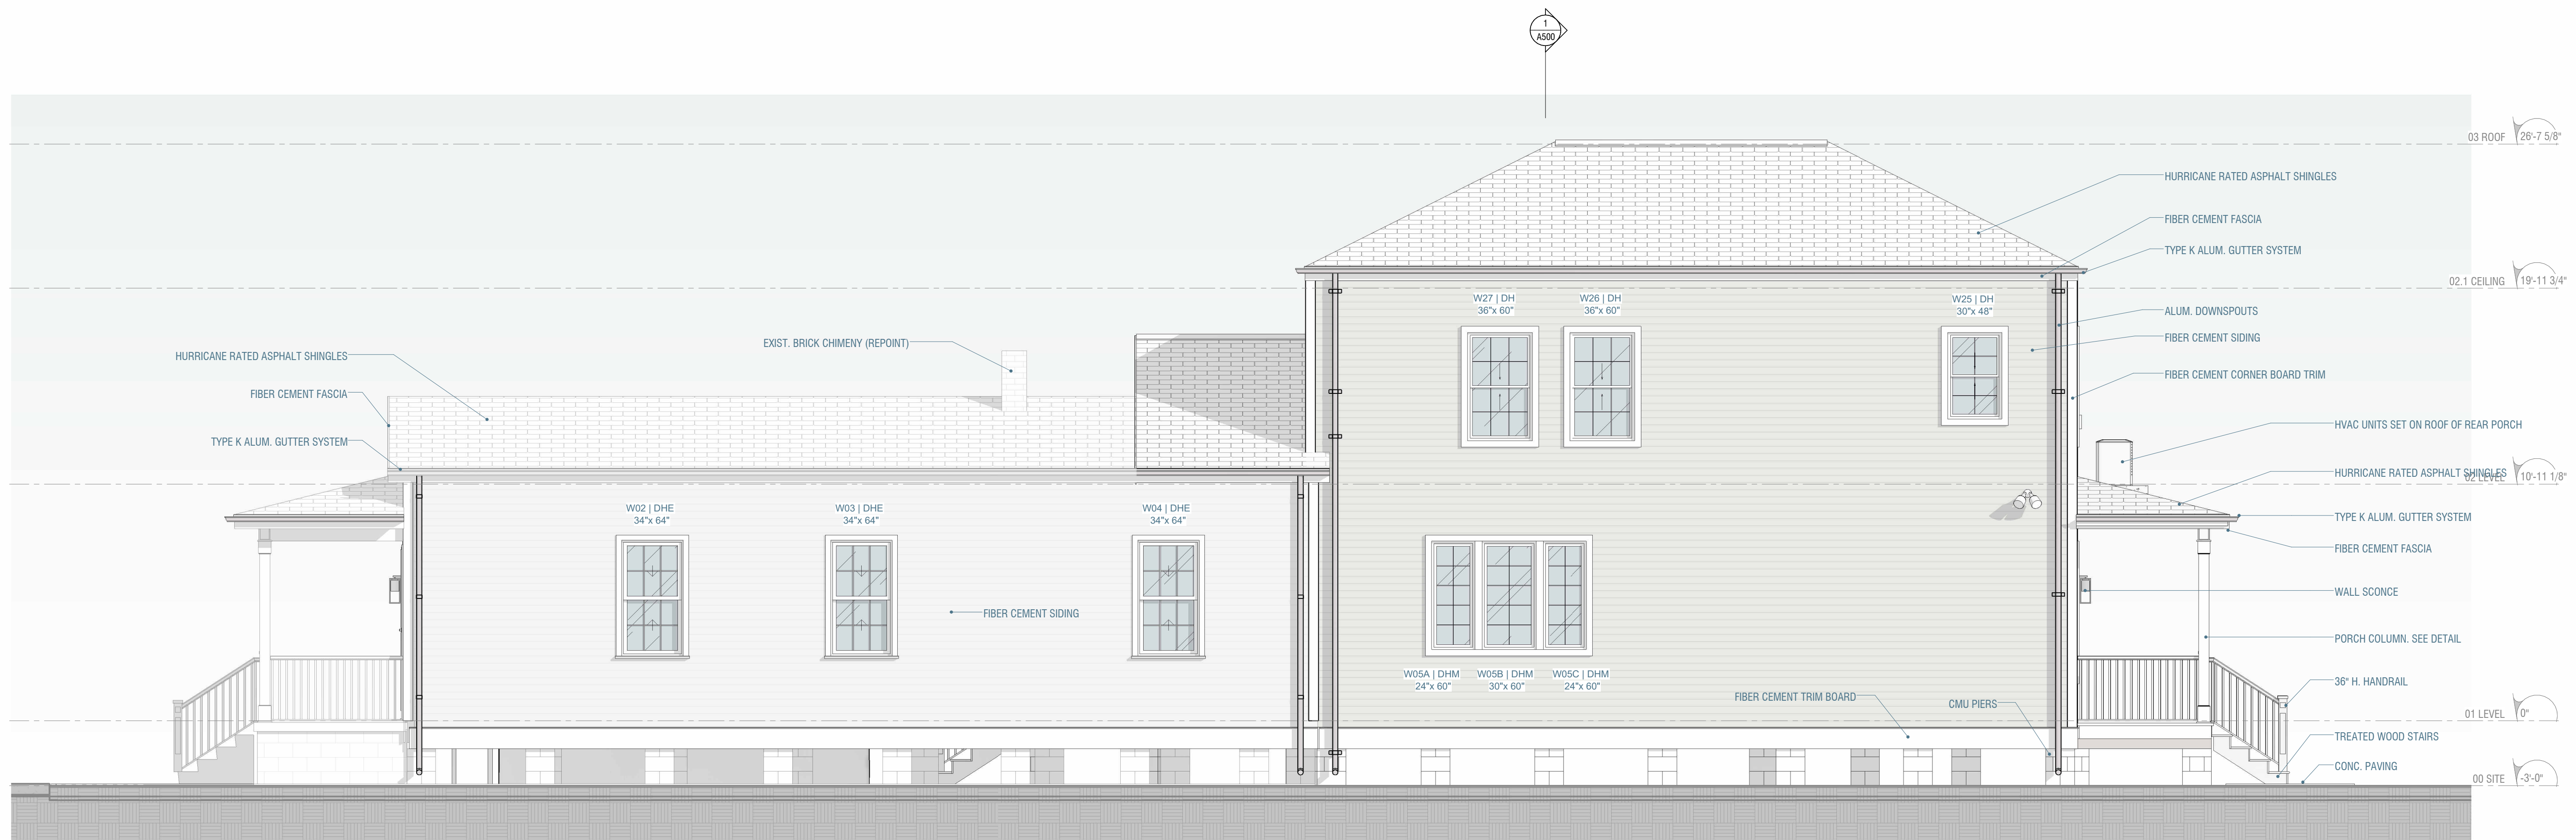 1
A500
03 ROOF 26'-7 5/8"
HURRICANE RATED ASPHALT SHINGLES
FIBER CEMENT FASCIA
TYPE K ALUM. GUTTER SYSTEM
02.1 CEILING 19'-11 3/4"
W27 | DH
36"x 60"
W26 | DH
36"x 60"
W25 | DH
30"x 48"
ALUM. DOWNSPOUTS
FIBER CEMENT SIDING
EXIST. BRICK CHIMENY (REPOINT)
HURRICANE RATED ASPHALT SHINGLES
FIBER CEMENT CORNER BOARD TRIM
FIBER CEMENT FASCIA
HVAC UNITS SET ON ROOF OF REAR PORCH
TYPE K ALUM. GUTTER SYSTEM
HURRICANE RATED ASPHALT SHINGLES
02 LEVEL 10'-11 1/8"
W02 | DHE
34"x 64"
W03 | DHE
34"x 64"
W04 | DHE
34"x 64"
TYPE K ALUM. GUTTER SYSTEM
FIBER CEMENT FASCIA
WALL SCONCE
FIBER CEMENT SIDING
PORCH COLUMN. SEE DETAIL
W05A | DHM
24"x 60"
W05B | DHM
30"x 60"
W05C | DHM
24"x 60"
36" H. HANDRAIL
FIBER CEMENT TRIM BOARD
CMU PIERS
01 LEVEL 0"
TREATED WOOD STAIRS
CONC. PAVING
00 SITE -3'-0"